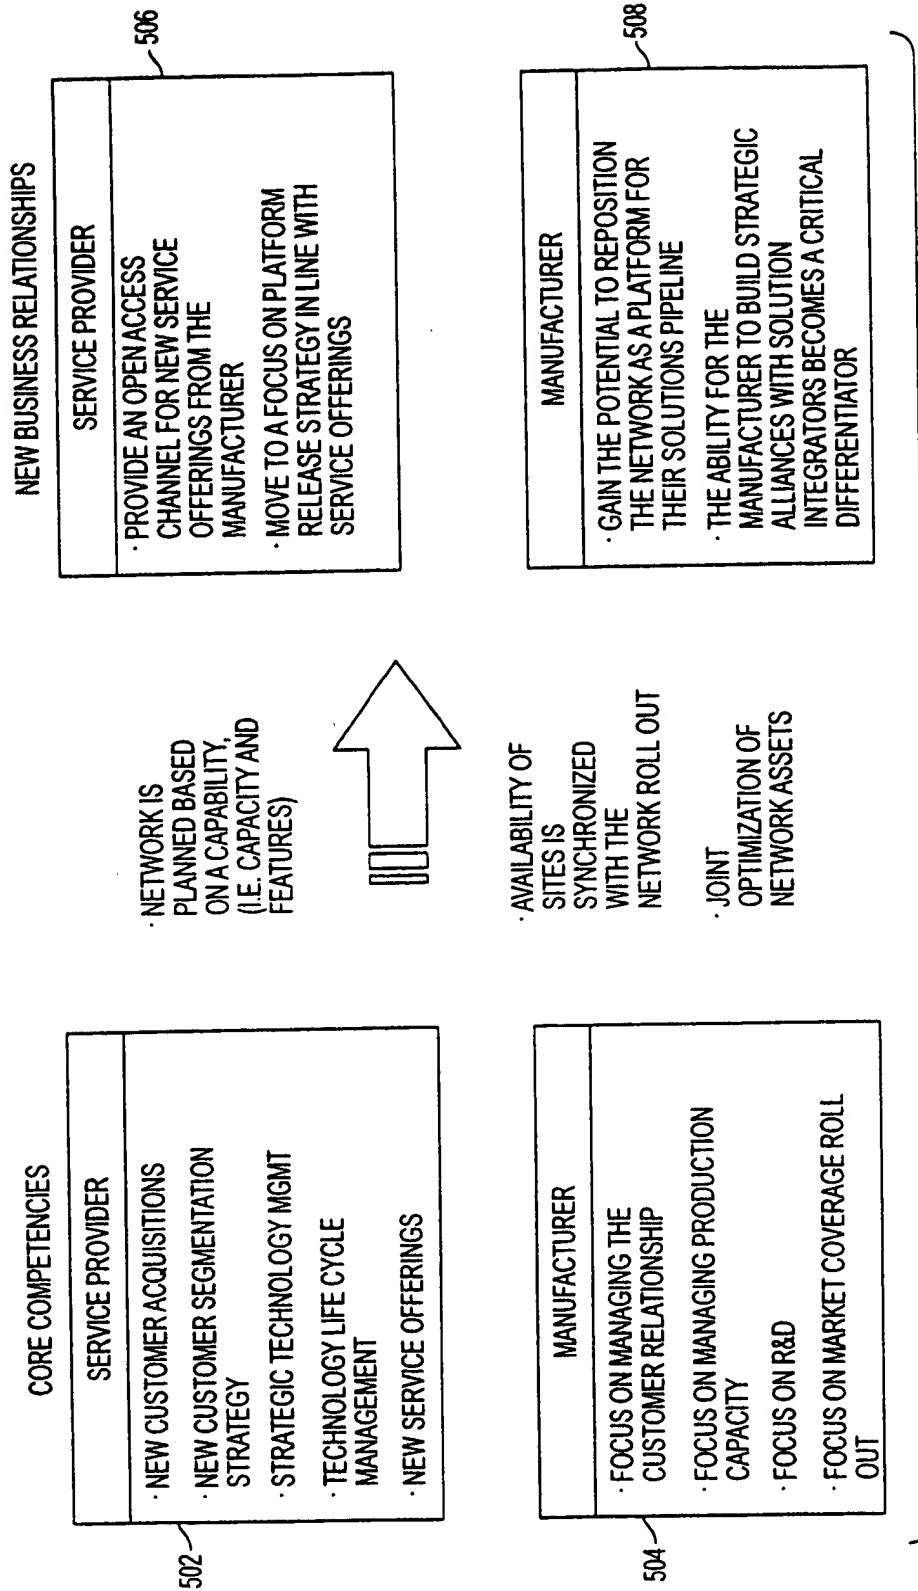 CORE COMPETENCIES
SERVICE PROVIDER
· NEW CUSTOMER ACQUISITIONS
· NEW CUSTOMER SEGMENTATION
STRATEGY
· STRATEGIC TECHNOLOGY MGMT
· TECHNOLOGY LIFE CYCLE
MANAGEMENT
· NEW SERVICE OFFERINGS
502
MANUFACTURER
· FOCUS ON MANAGING THE
CUSTOMER RELATIONSHIP
· FOCUS ON MANAGING PRODUCTION
CAPACITY
· FOCUS ON R&D
· FOCUS ON MARKET COVERAGE ROLL
OUT
504
· NETWORK IS
PLANNED BASED
ON A CAPABILITY,
(I.E. CAPACITY AND
FEATURES)
· AVAILABILITY OF
SITES IS
SYNCHRONIZED
WITH THE
NETWORK ROLL OUT
· JOINT
OPTIMIZATION OF
NETWORK ASSETS
NEW BUSINESS RELATIONSHIPS
SERVICE PROVIDER
· PROVIDE AN OPEN ACCESS
CHANNEL FOR NEW SERVICE
OFFERINGS FROM THE
MANUFACTURER
· MOVE TO A FOCUS ON PLATFORM
RELEASE STRATEGY IN LINE WITH
SERVICE OFFERINGS
506
MANUFACTURER
· GAIN THE POTENTIAL TO REPOSITION
THE NETWORK AS A PLATFORM FOR
THEIR SOLUTIONS PIPELINE
· THE ABILITY FOR THE
MANUFACTURER TO BUILD STRATEGIC
ALLIANCES WITH SOLUTION
INTEGRATORS BECOMES A CRITICAL
DIFFERENTIATOR
508